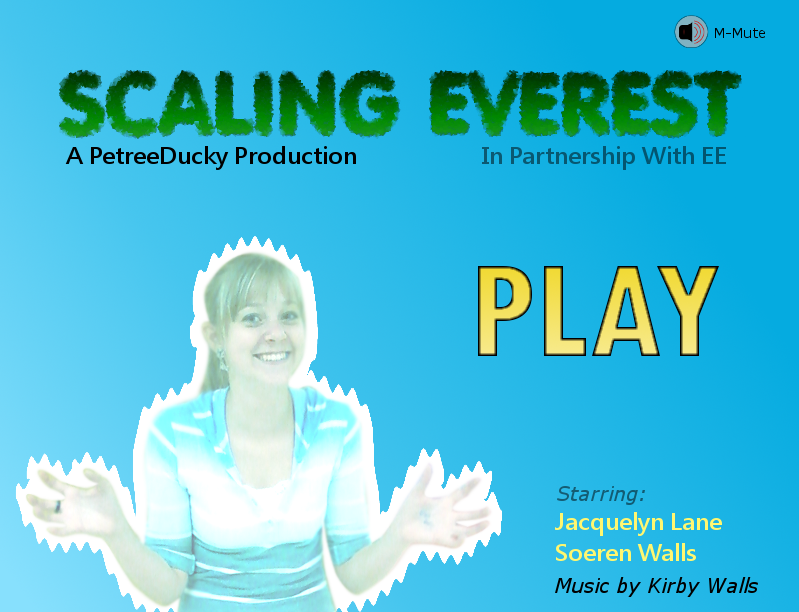 M-Mute
SCALING EVEREST
A PetreeDucky Production
In Partnership With EE
PLAY
Starring:
Jacquelyn Lane
Soeren Walls
Music by Kirby Walls